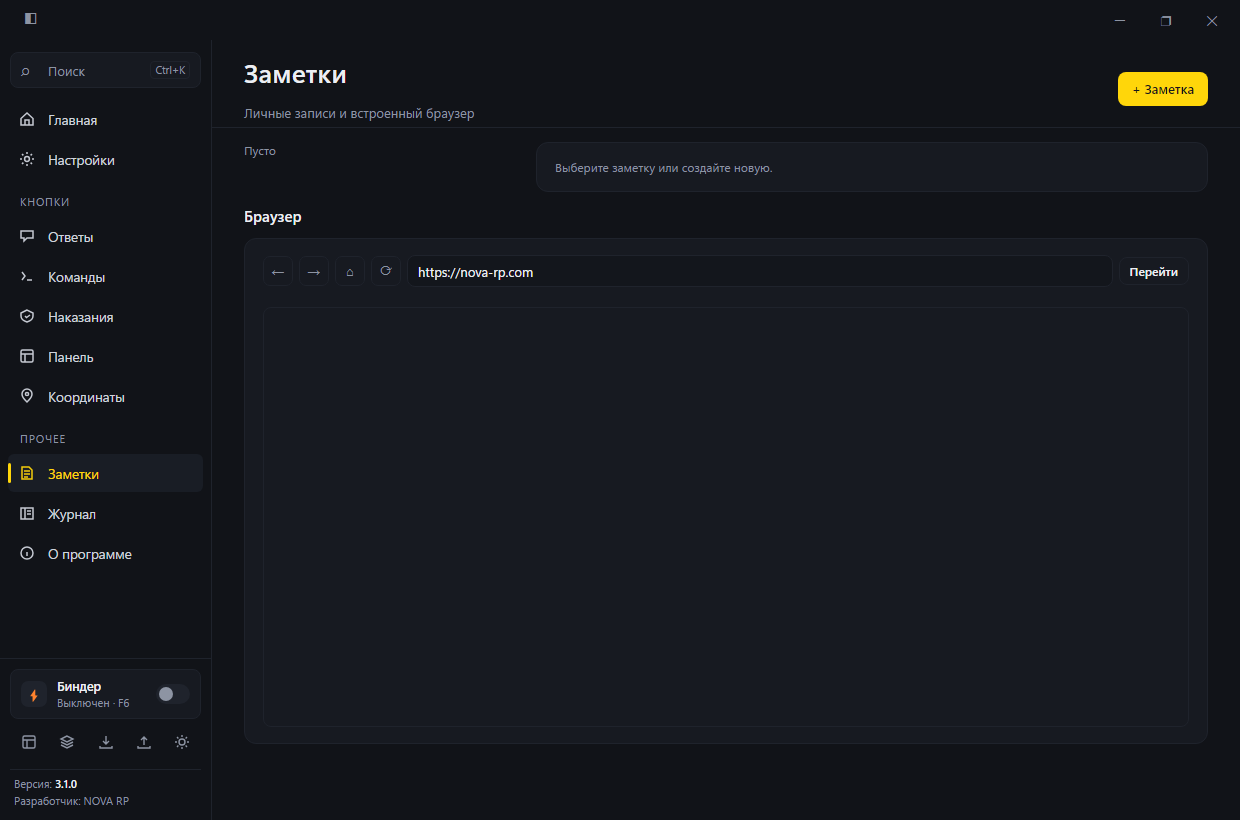 Поиск
Ctrl+K
Главная
Настройки
КНОПКИ
Ответы
Команды
Наказания
Панель
Координаты
ПРОЧЕЕ
Заметки
Журнал
О программе
Биндер
Выключен · F6
Версия: 3.1.0
Разработчик: NOVA RP
Заметки
Личные записи и встроенный браузер
+ Заметка
Пусто
Выберите заметку или создайте новую.
Браузер
https://nova-rp.com
Перейти